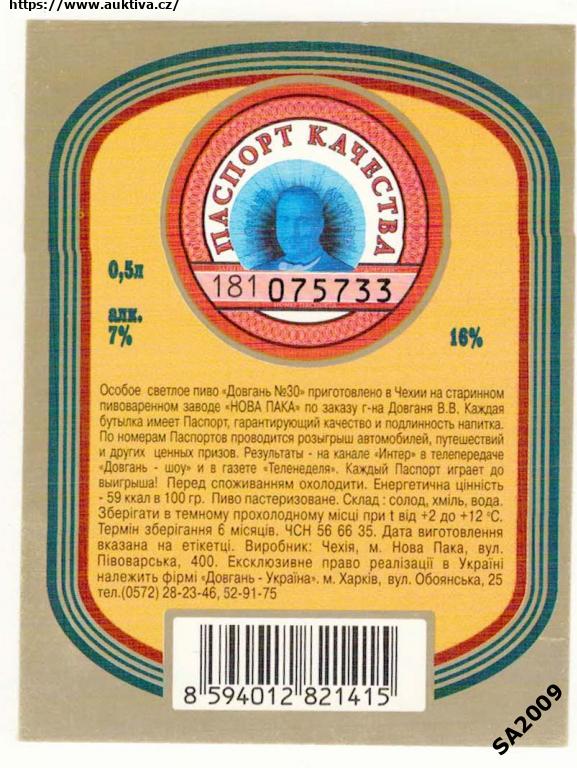 https://www.auktiva.cz/
ПАСПОРТ КАЧЕСТВА
181 075733
0,5л
алк.
7%
16%
Особое светлое пиво «Довгань №30» приготовлено в Чехии на старинном
пивоваренном заводе «НОВА ПАКА» по заказу г-на Довганя В.В. Каждая
бутылка имеет Паспорт, гарантирующий качество и подлинность напитка.
По номерам Паспортов проводится розыгрыш автомобилей, путешествий
и других ценных призов. Результаты - на канале «Интер» в телепередаче
«Довгань - шоу» и в газете «Теленеделя». Каждый Паспорт играет до
выигрыша! Перед споживанням охолодити. Енергетична цінність
- 59 ккал в 100 гр. Пиво пастеризоване. Склад : солод, хміль, вода.
Зберігати в темному прохолодному місці при t від +2 до +12 °С.
Термін зберігання 6 місяців. ЧСН 56 66 35. Дата виготовлення
вказана на етікетці. Виробник: Чехія, м. Нова Пака, вул.
Півоварська, 400. Ексклюзивне право реалізації в Україні
належить фірмі «Довгань - Україна». м. Харків, вул. Обоянська, 25
тел.(0572) 28-23-46, 52-91-75
8 594012 821415
SA2009